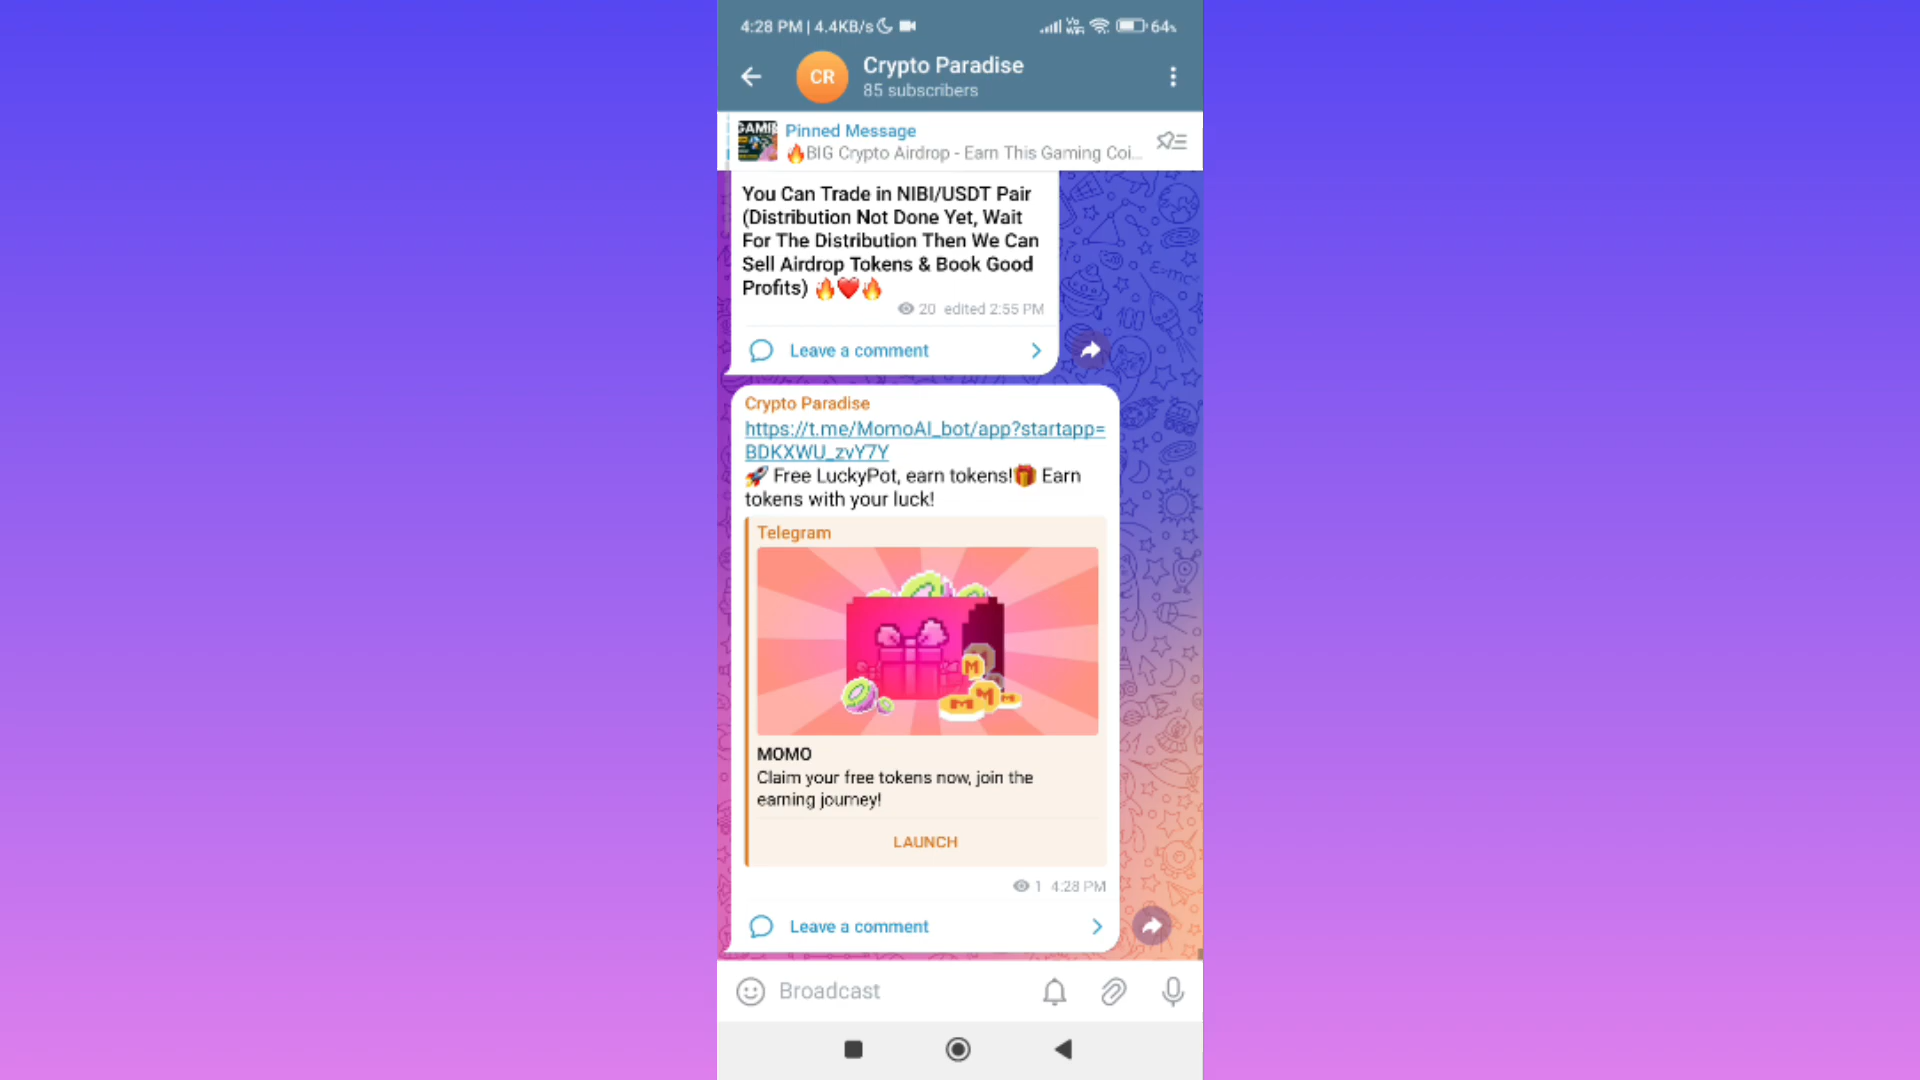 4:28 PM | 4.4KB/s
Vo
WiFi
64%
CR
Crypto Paradise
85 subscribers
GAME
Pinned Message
🔥BIG Crypto Airdrop - Earn This Gaming Coi...
You Can Trade in NIBI/USDT Pair
(Distribution Not Done Yet, Wait
For The Distribution Then We Can
Sell Airdrop Tokens & Book Good
Profits) 🔥❤️🔥
20 edited 2:55 PM
Leave a comment
Crypto Paradise
https://t.me/MomoAI_bot/app?startapp=
BDKXWU_zvY7Y
🚀 Free LuckyPot, earn tokens!🎁 Earn
tokens with your luck!
Telegram
M
M
M
M
MOMO
Claim your free tokens now, join the
earning journey!
LAUNCH
1 4:28 PM
Leave a comment
Broadcast